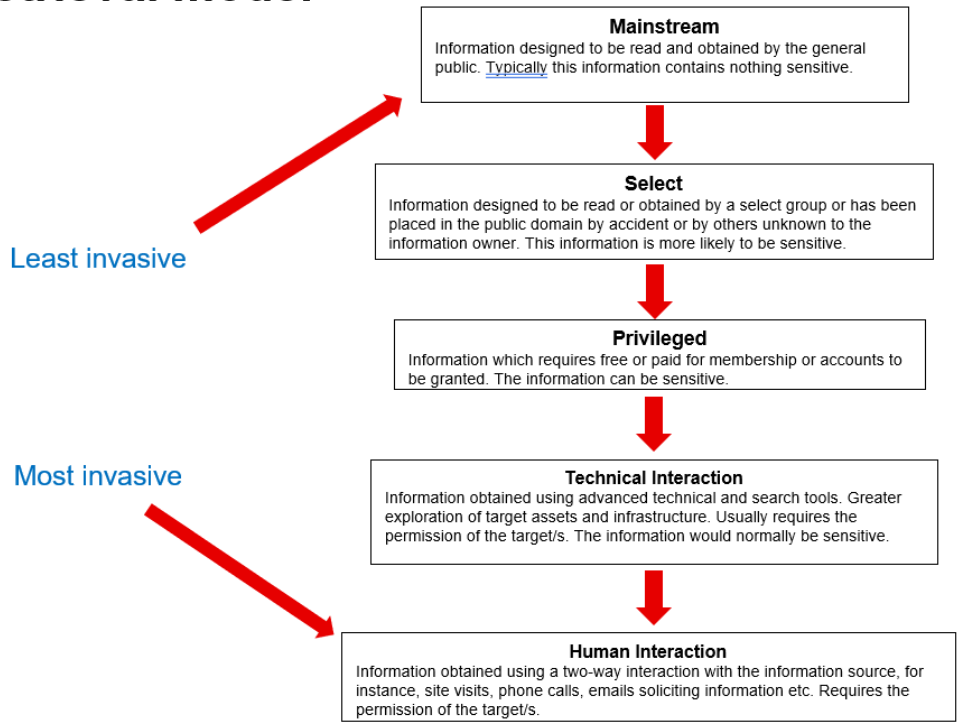 Mainstream
Information designed to be read and obtained by the general
public. Typically this information contains nothing sensitive.
Select
Information designed to be read or obtained by a select group or has been
placed in the public domain by accident or by others unknown to the
information owner. This information is more likely to be sensitive.
Least invasive
Privileged
Information which requires free or paid for membership or accounts to
be granted. The information can be sensitive.
Most invasive
Technical Interaction
Information obtained using advanced technical and search tools. Greater
exploration of target assets and infrastructure. Usually requires the
permission of the target/s. The information would normally be sensitive.
Human Interaction
Information obtained using a two-way interaction with the information source, for
instance, site visits, phone calls, emails soliciting information etc. Requires the
permission of the target/s.